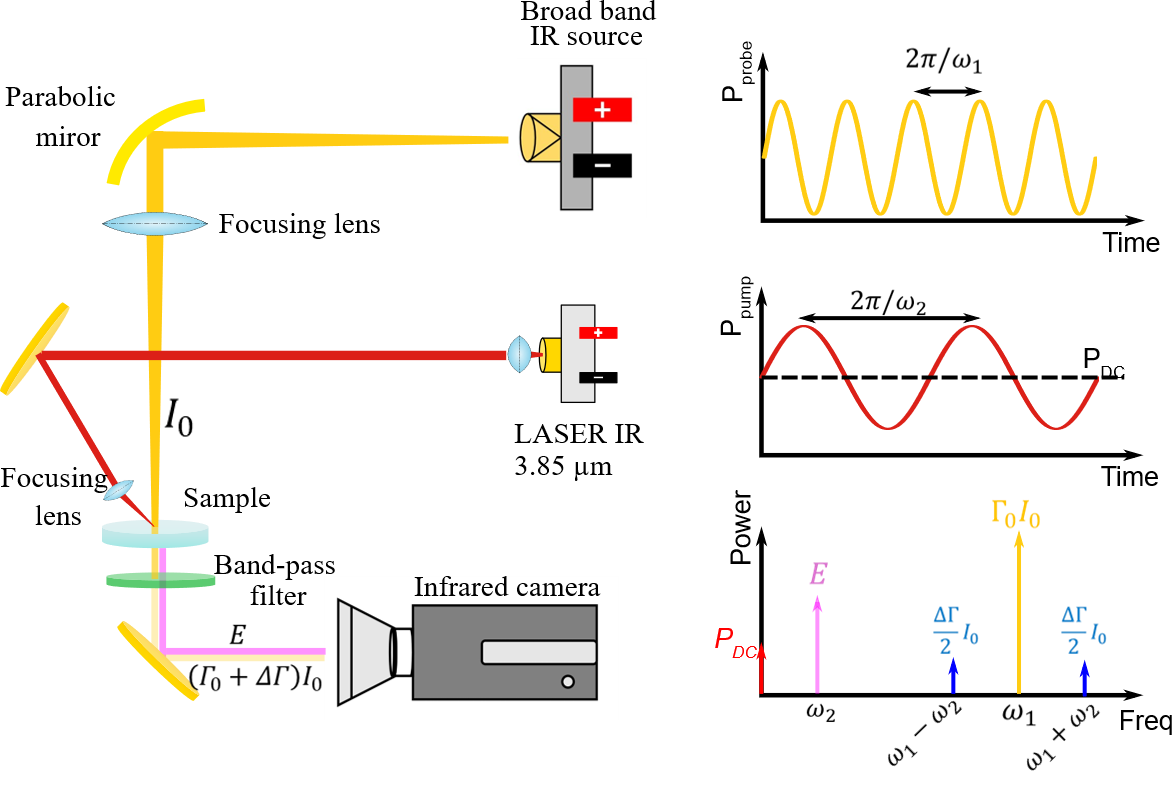 Broad band
IR source
+
−
Parabolic
miror
Focusing lens
I₀
+
−
LASER IR
3.85 µm
Focusing
lens
Sample
Band-pass
filter
Infrared camera
E
(Γ₀ + ΔΓ)I₀
P_probe
2π/ω₁
Time
P_pump
2π/ω₂
P_DC
Time
Power
Γ₀I₀
E
ΔΓ/2 I₀
ΔΓ/2 I₀
P_DC
ω₂
ω₁ − ω₂
ω₁
ω₁ + ω₂
Freq